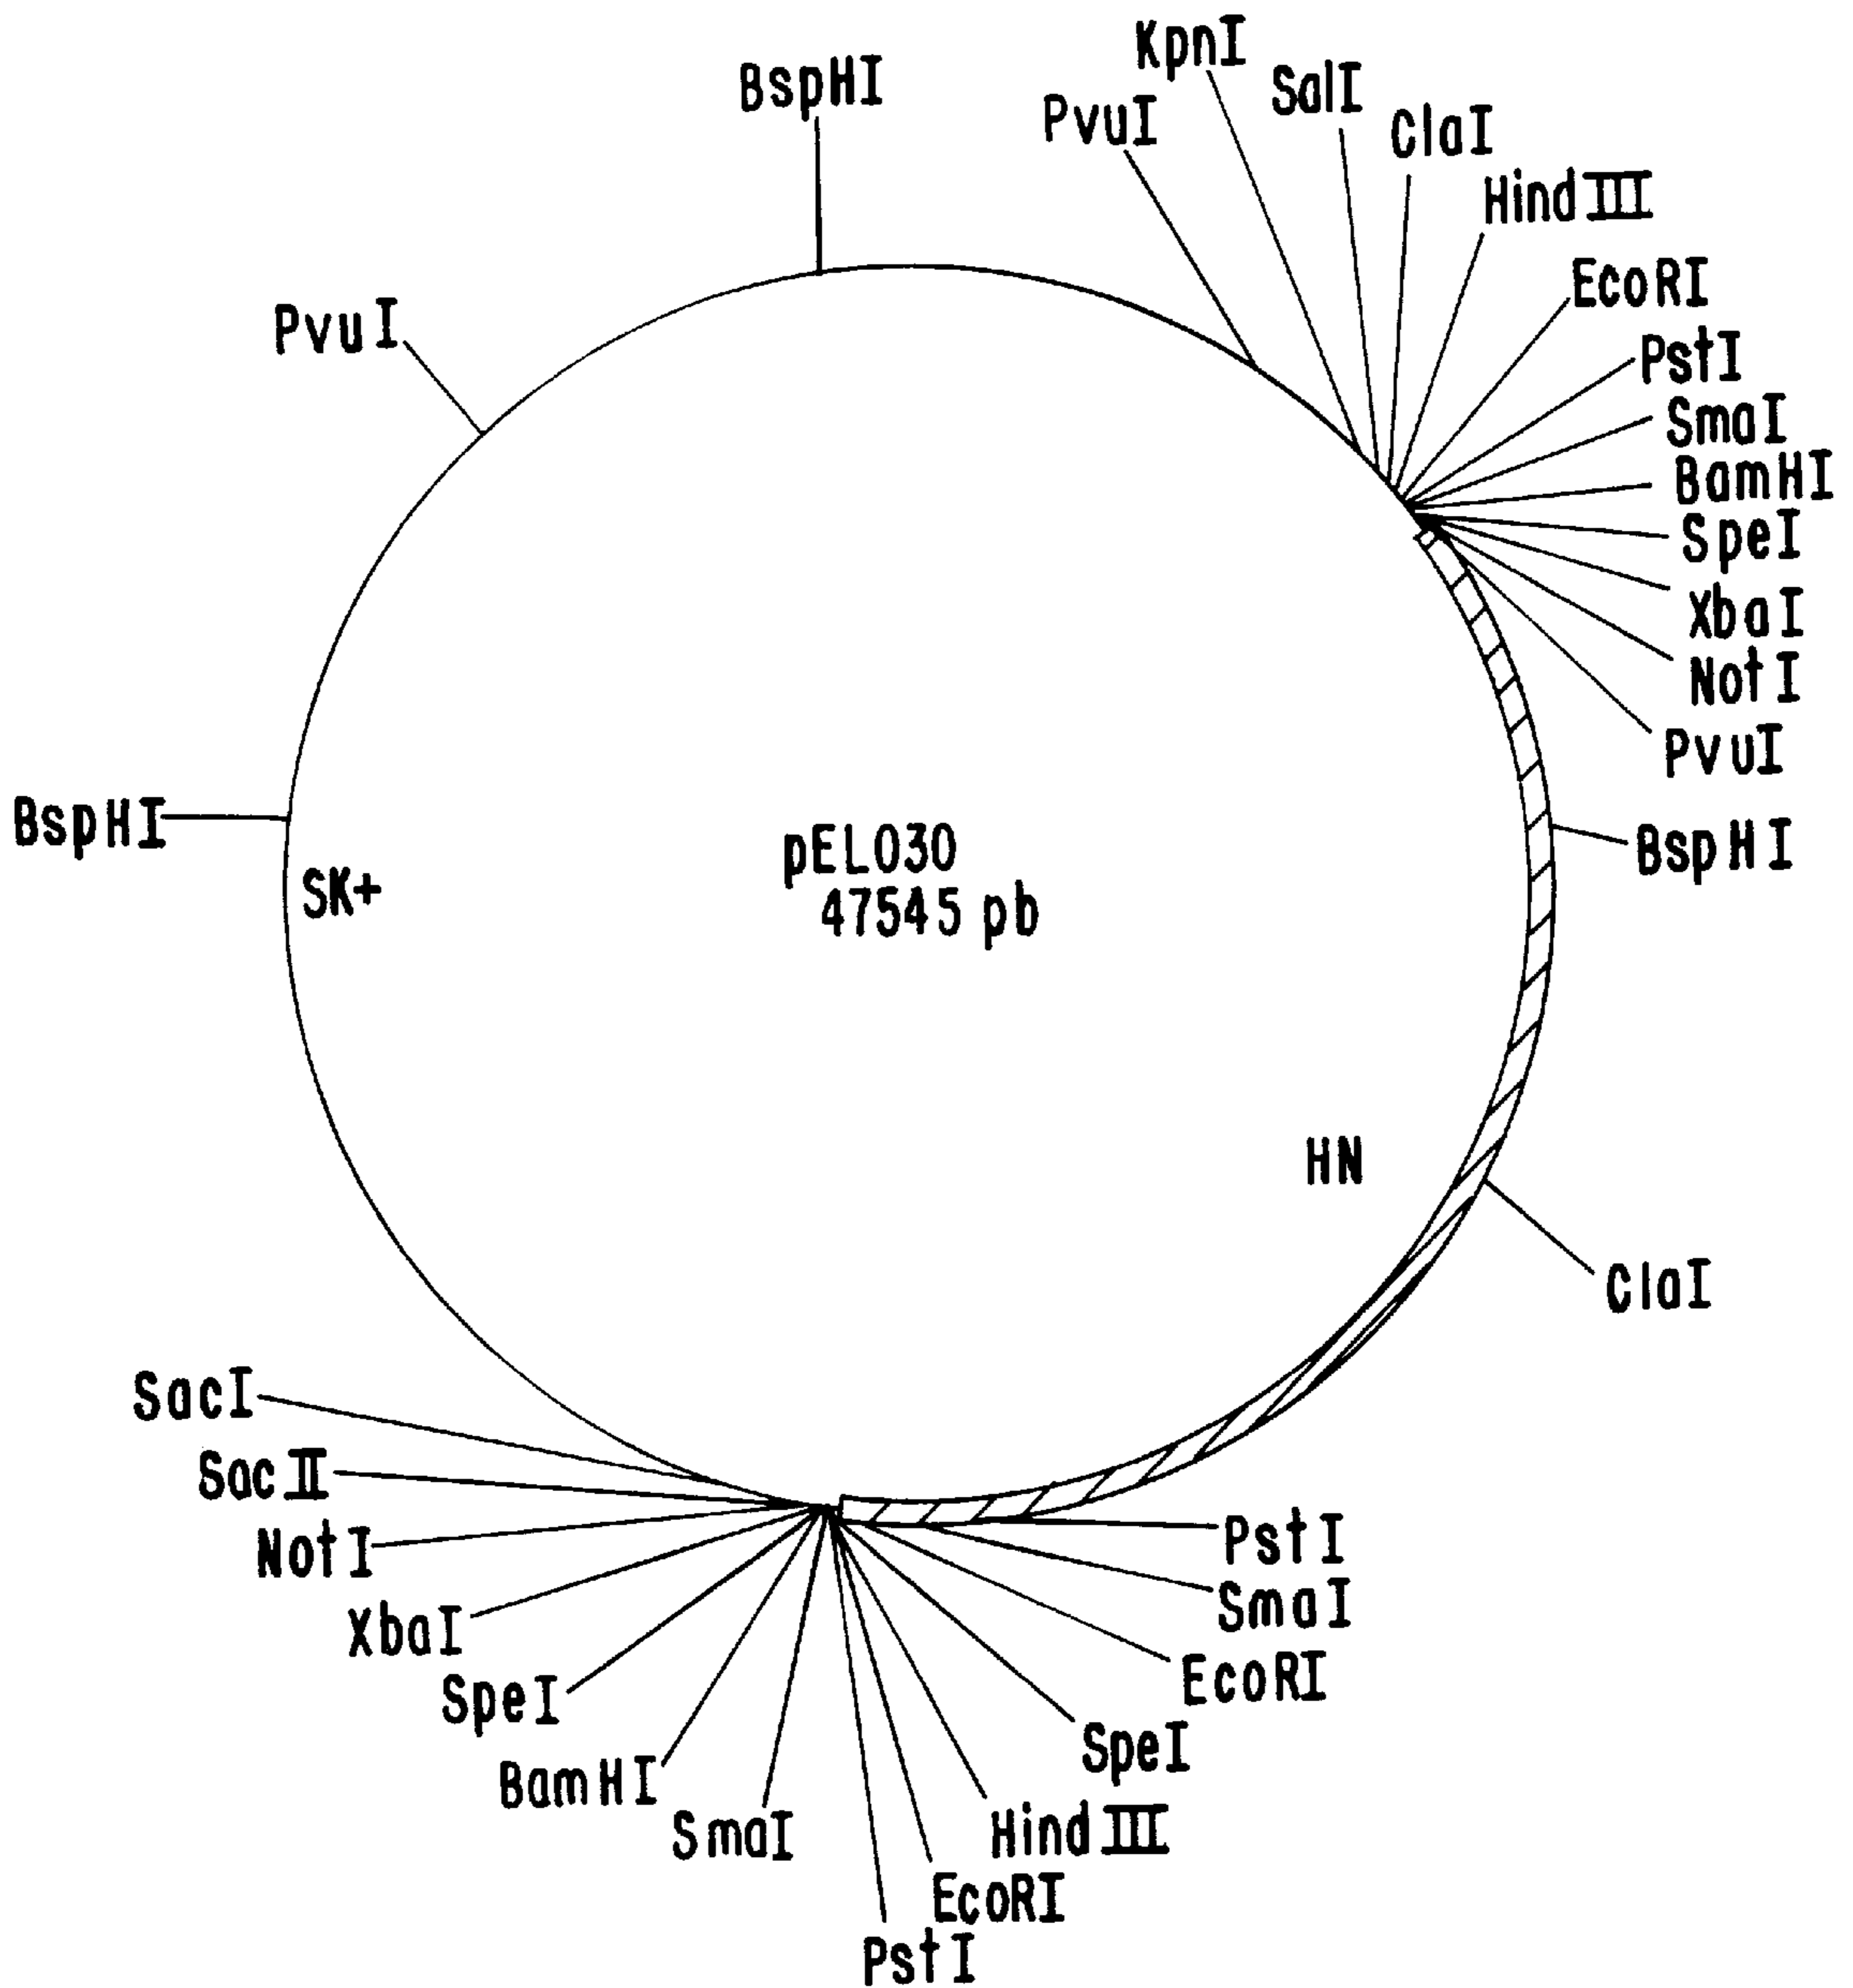 KpnI
BspHI
SalI
PvuI
ClaI
HindIII
EcoRI
PvuI
PstI
SmaI
BamHI
SpeI
XbaI
NotI
PvuI
BspHI
BspHI
pEL030
47545 pb
SK+
HN
ClaI
SacI
SacII
NotI
XbaI
SpeI
BamHI
SmaI
PstI
EcoRI
HindIII
SpeI
EcoRI
SmaI
PstI